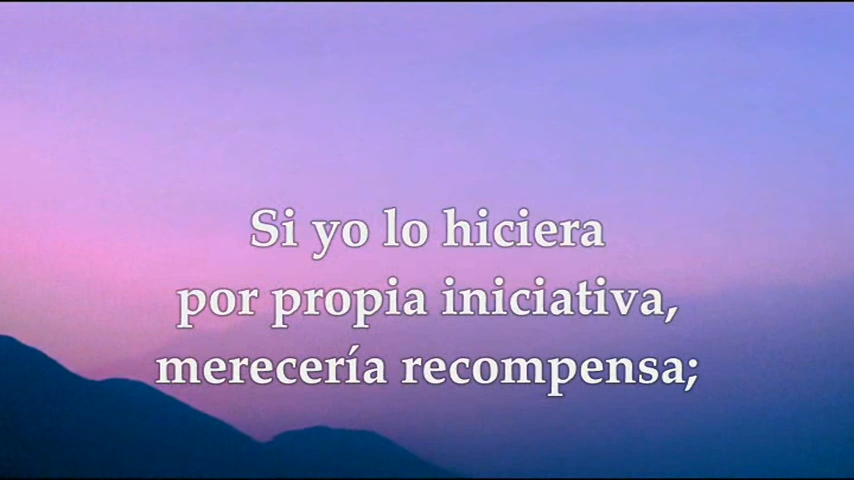 Si yo lo hiciera
por propia iniciativa,
merecería recompensa;